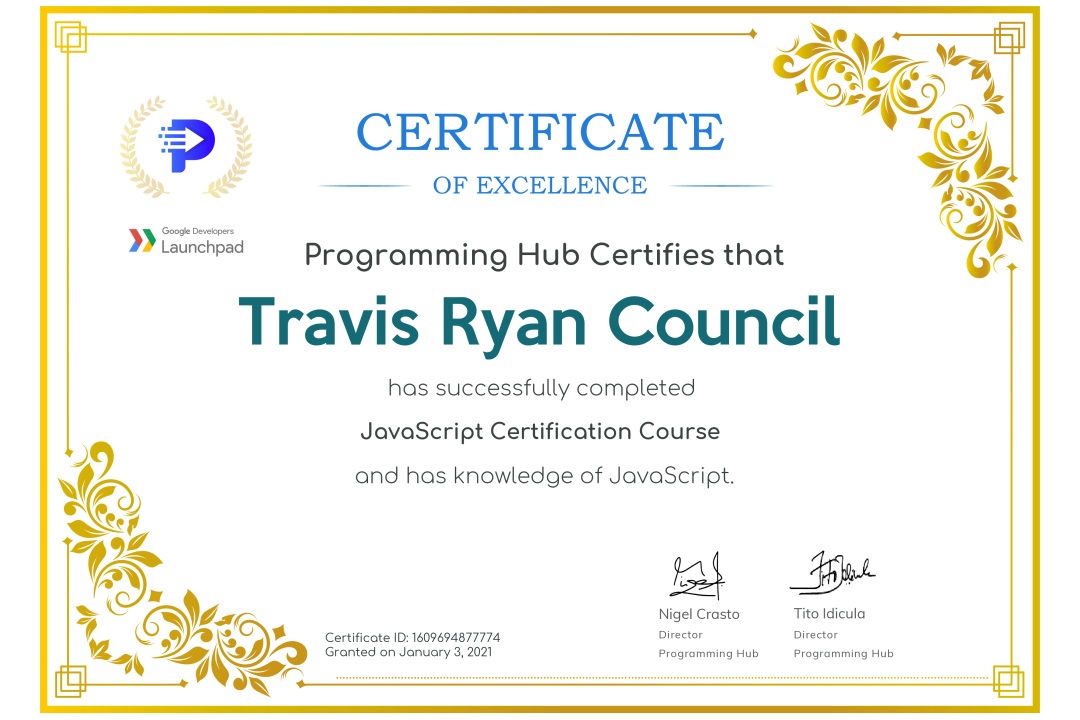 CERTIFICATE
OF EXCELLENCE
Google Developers
Launchpad
Programming Hub Certifies that
Travis Ryan Council
has successfully completed
JavaScript Certification Course
and has knowledge of JavaScript.
Nigel Crasto
Director
Programming Hub
Tito Idicula
Director
Programming Hub
Certificate ID: 1609694877774
Granted on January 3, 2021